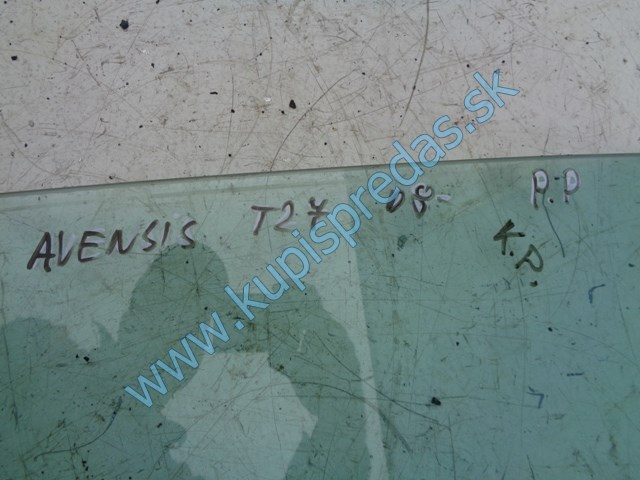 AVENSIS T27 08- P.P
K.R.
www.kupispredas.sk